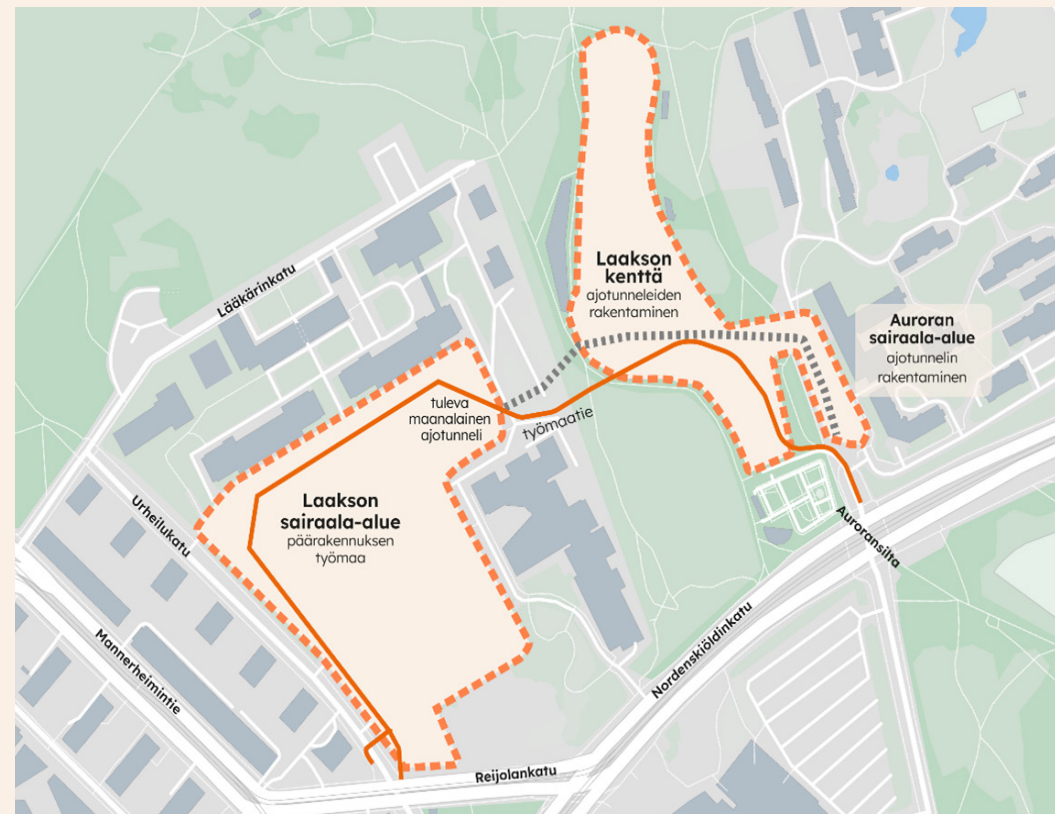 Laakson
kenttä
ajotunneleiden
rakentaminen
Lääkärinkatu
Auroran
sairaala-alue
ajotunnelin
rakentaminen
tuleva
maanalainen
ajotunneli
työmaatie
Laakson
sairaala-alue
päärakennuksen
työmaa
Urheilukatu
Auroransilta
Mannerheimintie
Nordenskiöldinkatu
Reijolankatu